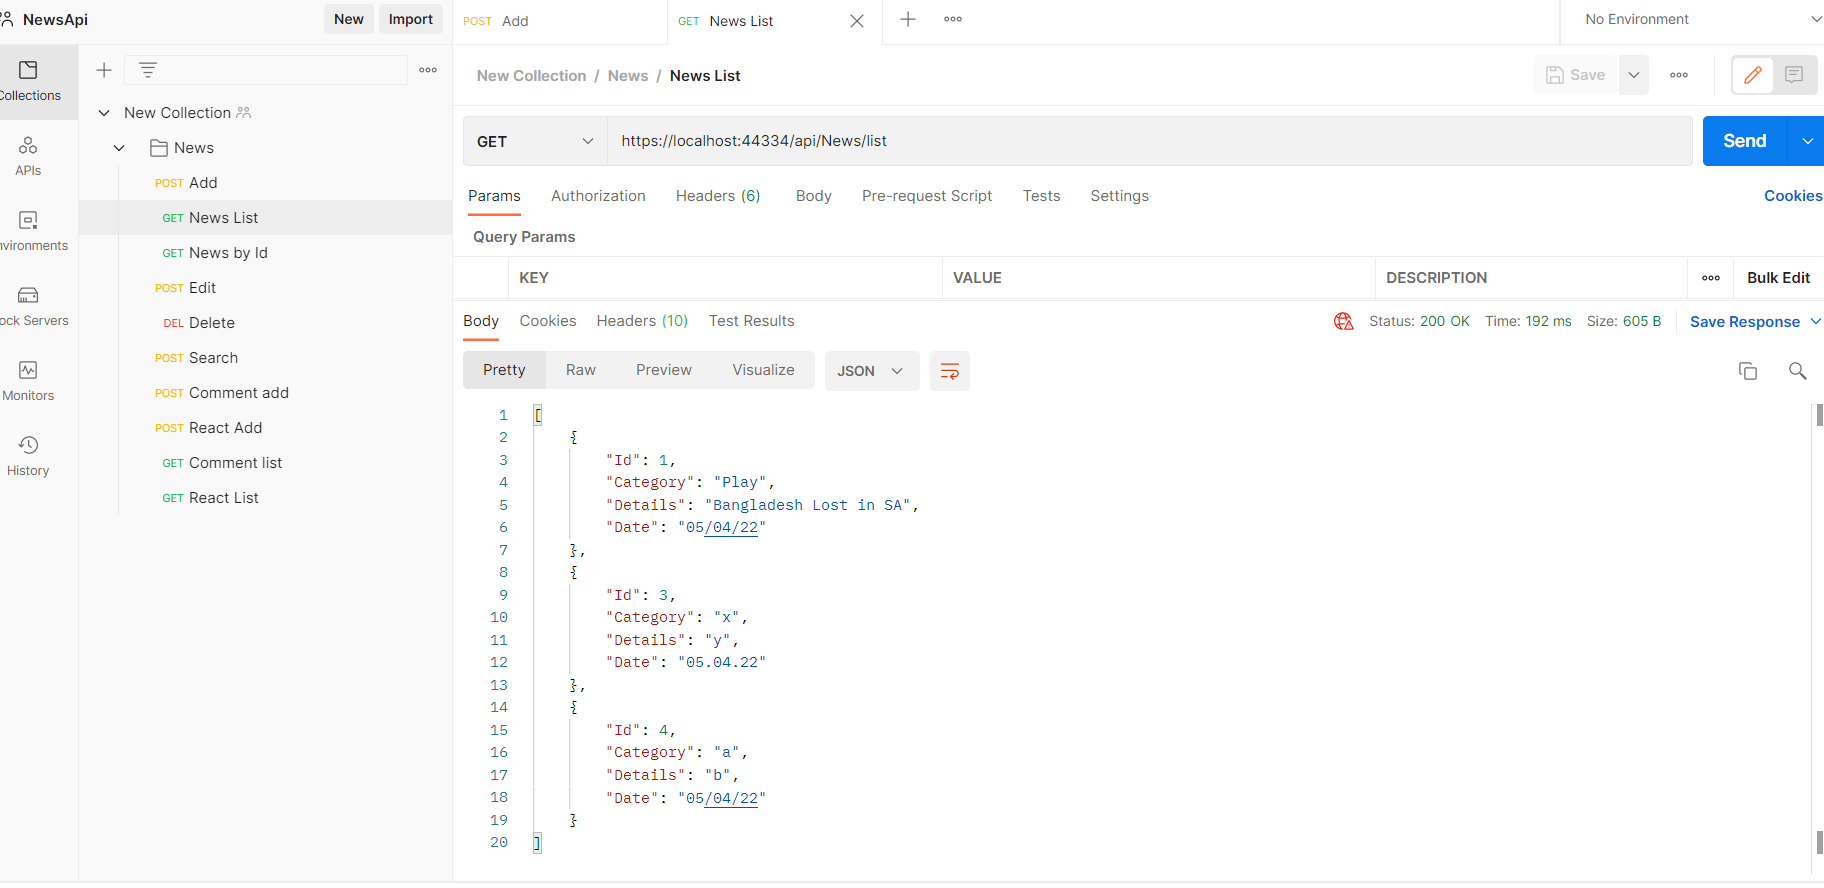 NewsApi New Import POST Add GET News List No Environment
Collections
APIs
nvironments
ock Servers
Monitors
History
New Collection
News
POST Add
GET News List
GET News by Id
POST Edit
DEL Delete
POST Search
POST Comment add
POST React Add
GET Comment list
GET React List
New Collection / News / News List Save
GET https://localhost:44334/api/News/list Send
Params Authorization Headers (6) Body Pre-request Script Tests Settings Cookies
Query Params
KEY VALUE DESCRIPTION Bulk Edit
Body Cookies Headers (10) Test Results Status: 200 OK Time: 192 ms Size: 605 B Save Response
Pretty Raw Preview Visualize JSON
1 [
2 {
3 "Id": 1,
4 "Category": "Play",
5 "Details": "Bangladesh Lost in SA",
6 "Date": "05/04/22"
7 },
8 {
9 "Id": 3,
10 "Category": "x",
11 "Details": "y",
12 "Date": "05.04.22"
13 },
14 {
15 "Id": 4,
16 "Category": "a",
17 "Details": "b",
18 "Date": "05/04/22"
19 }
20 ]